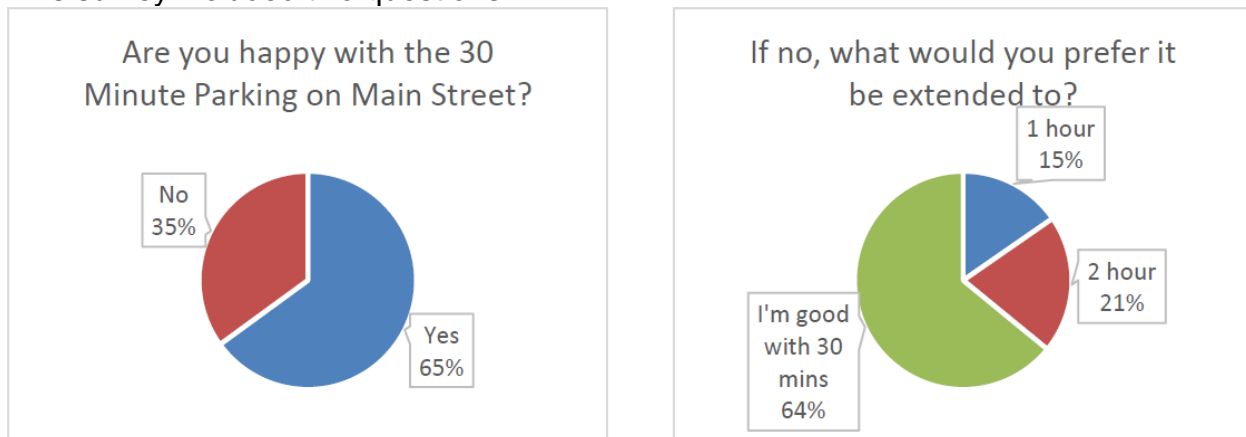 Are you happy with the 30
Minute Parking on Main Street?
No
35%
Yes
65%
If no, what would you prefer it
be extended to?
1 hour
15%
2 hour
21%
I'm good
with 30
mins
64%